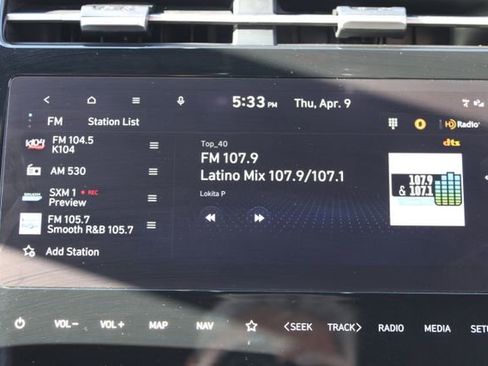 5:33 PM Thu, Apr. 9
FM Station List
HD Radio
K104 FM 104.5
K104
AM 530
SXM 1 REC
Preview
FM 105.7
Smooth R&B 105.7
Add Station
Top_40
dts
FM 107.9
Latino Mix 107.9/107.1
Lokita P
107.9
& 107.1
VOL− VOL+ MAP NAV <SEEK TRACK> RADIO MEDIA SETU